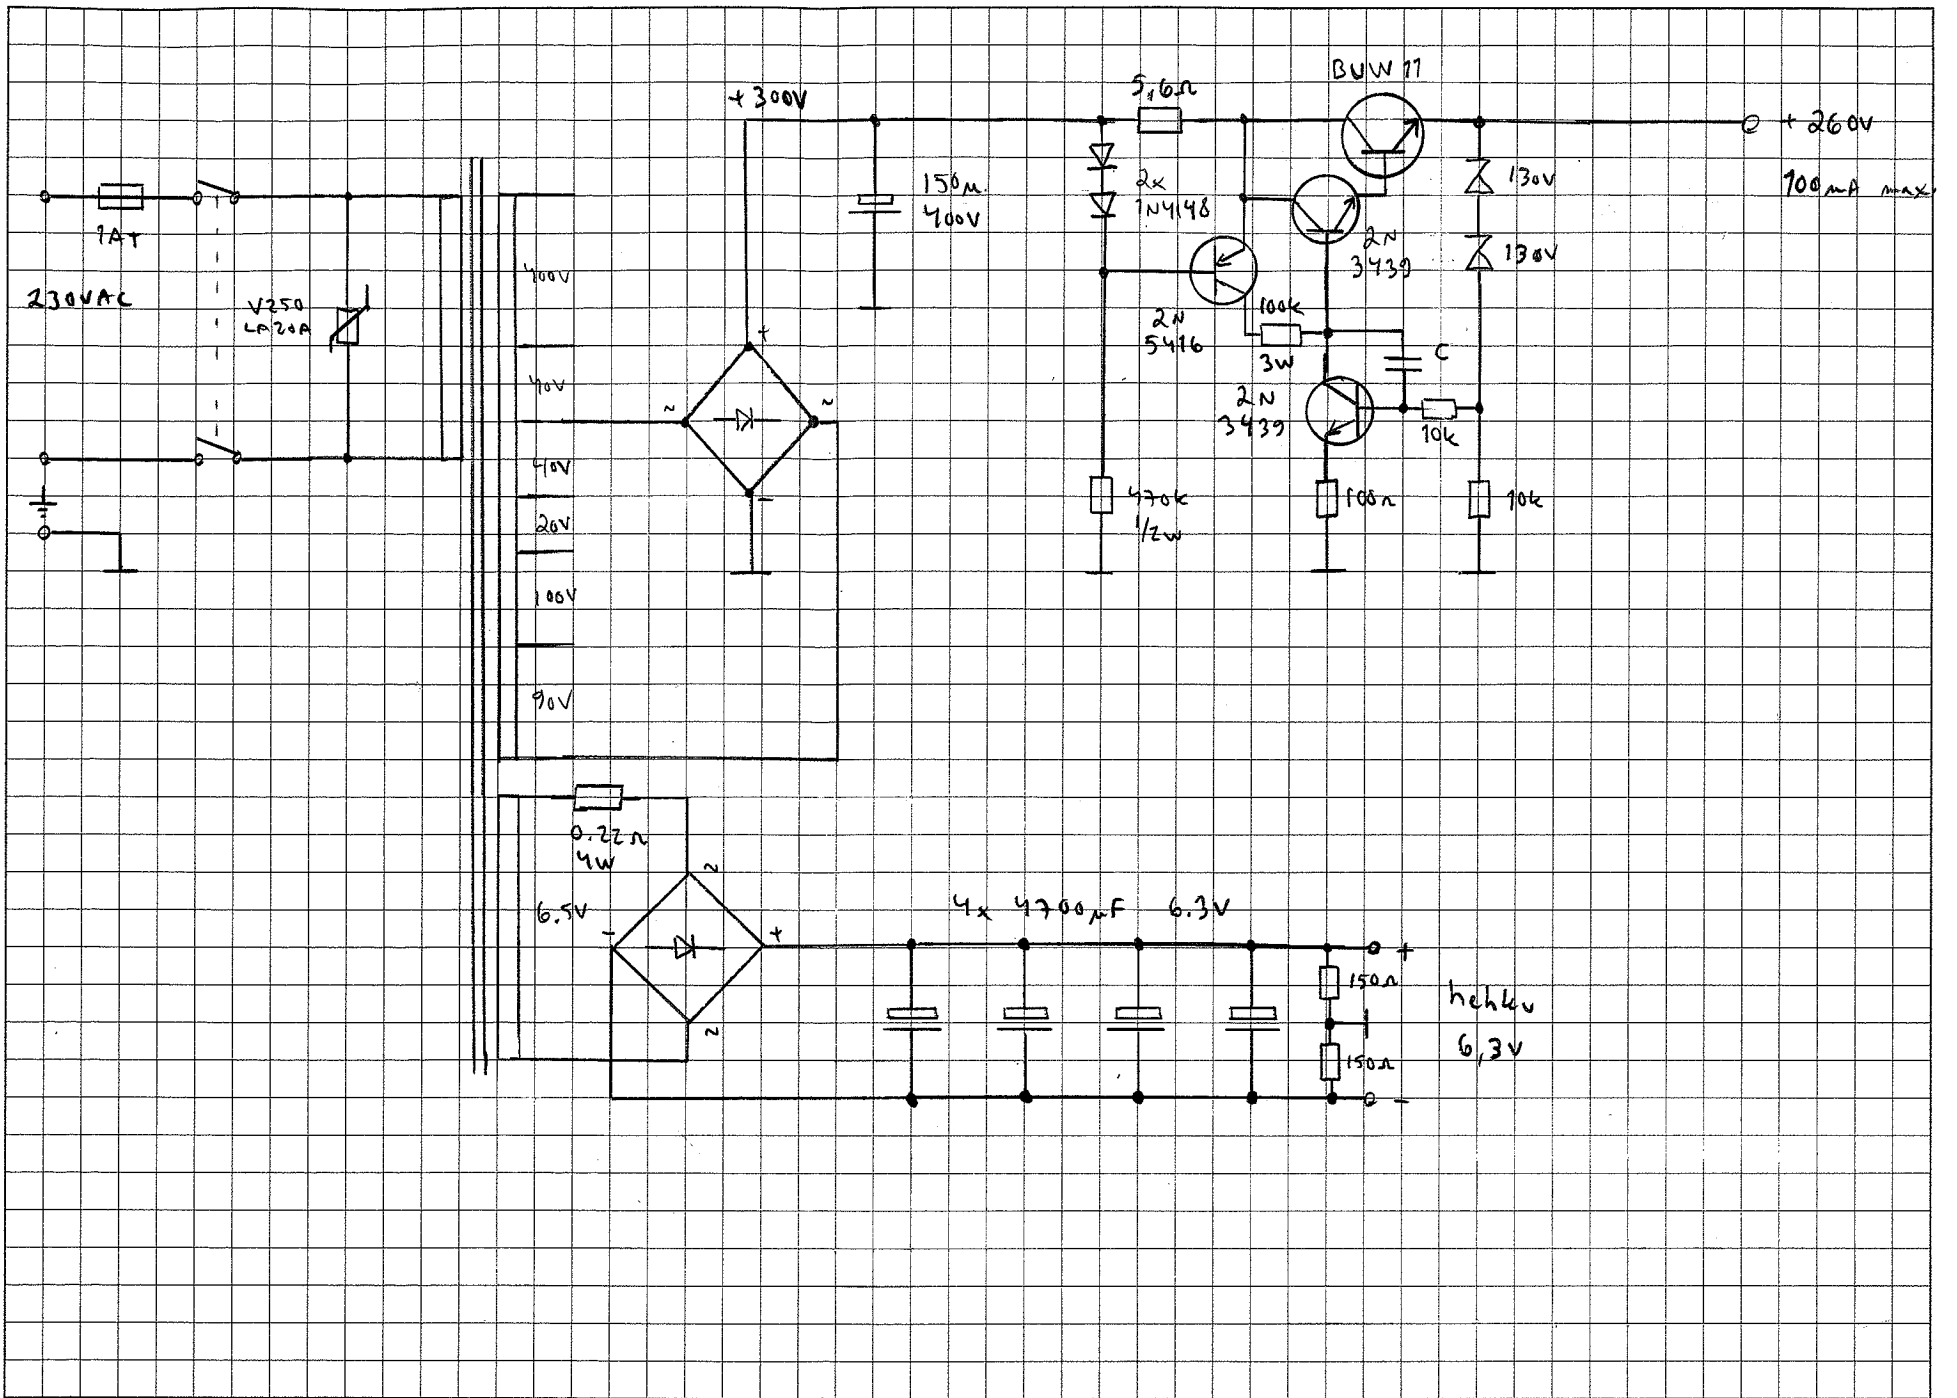 BUW 11
5,6Ω
+ 300V
+ 260V
100mA max.
150µ
400V
2x
1N4148
130V
2N
3439
130V
1AT
230VAC
V250
LA20A
400V
40V
40V
20V
100V
90V
~
+
~
−
2N
5416
100k
3W
C
2N
3439
10k
470k
1/2W
100Ω
10k
0.22Ω
4W
6.5V
~
−
+
~
4x 4700µF 6.3V
+
150Ω
hehku
6,3V
150Ω
−